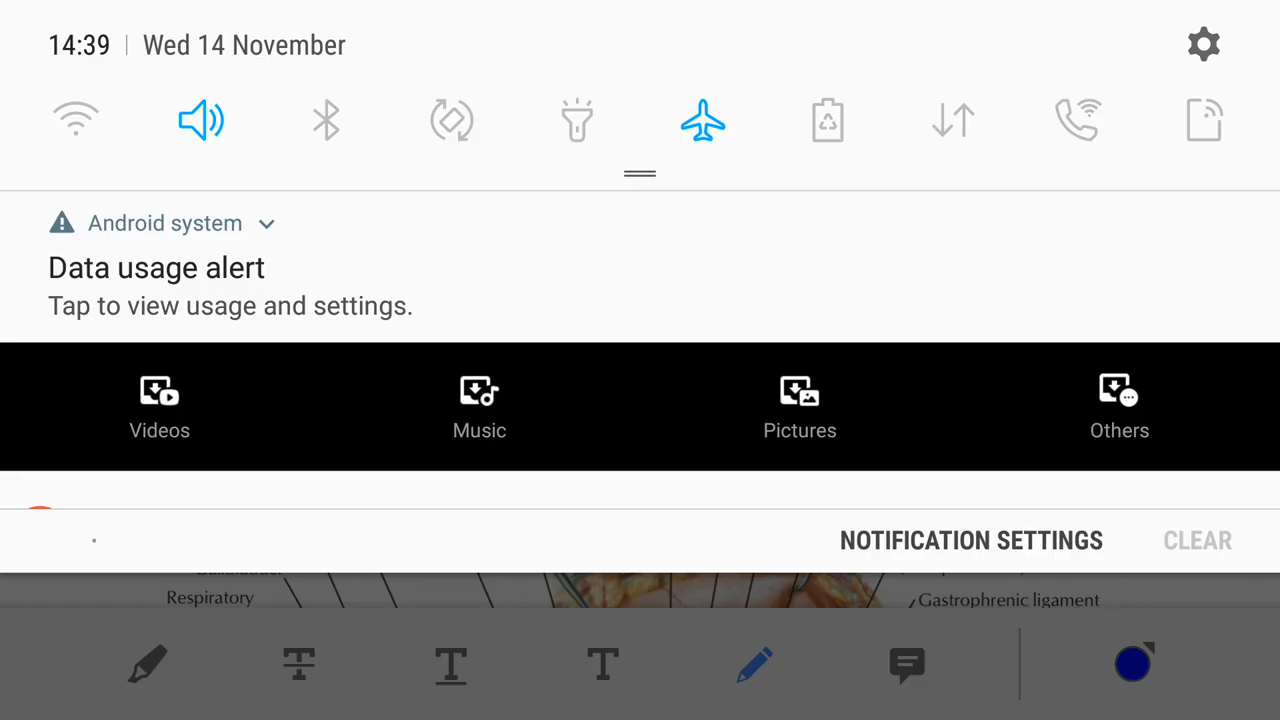 14:39 | Wed 14 November
Android system
Data usage alert
Tap to view usage and settings.
Videos Music Pictures Others
NOTIFICATION SETTINGS CLEAR
Respiratory Gastrophrenic ligament